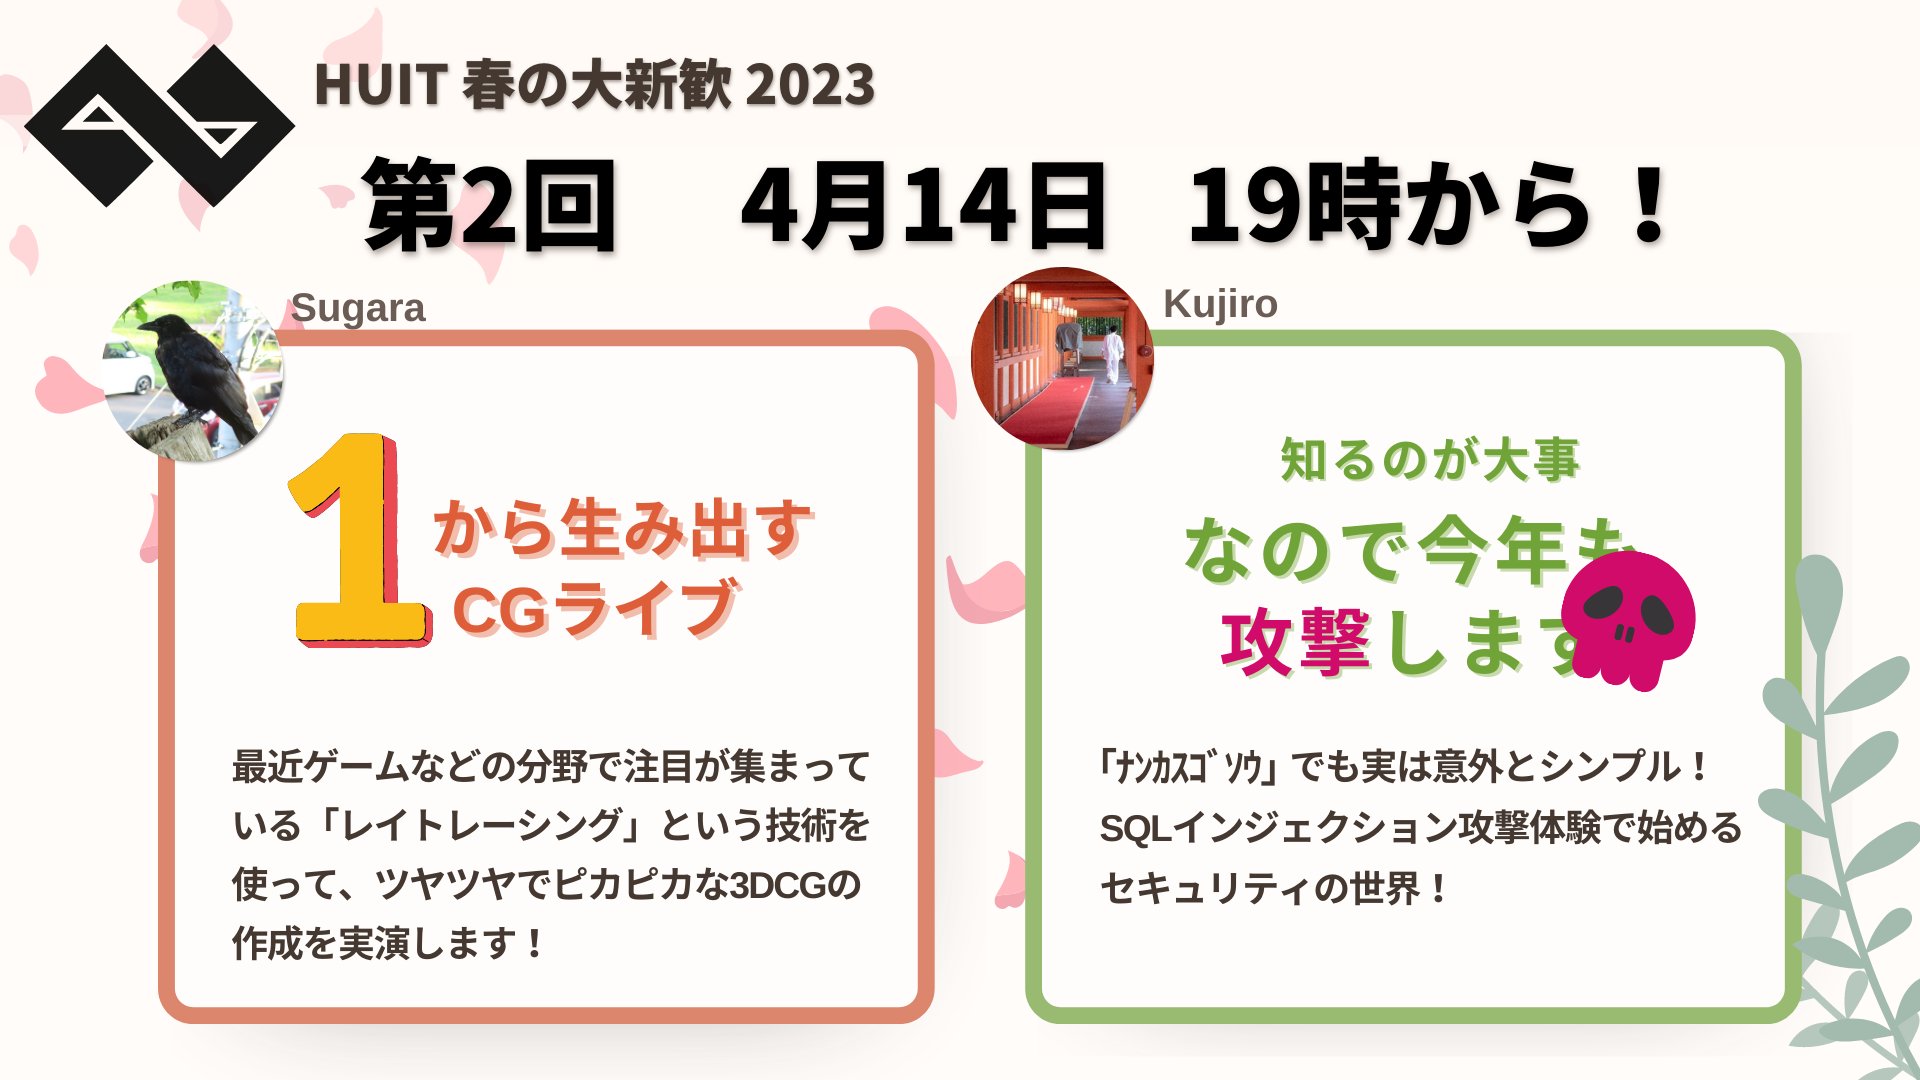 HUIT 春の大新歓 2023
第2回 4月14日 19時から！
Sugara
1から生み出す
CGライブ
最近ゲームなどの分野で注目が集まって
いる「レイトレーシング」という技術を
使って、ツヤツヤでピカピカな3DCGの
作成を実演します！
Kujiro
知るのが大事
なので今年も
攻撃します
「ﾅﾝｶｽｺﾞｿｳ」でも実は意外とシンプル！
SQLインジェクション攻撃体験で始める
セキュリティの世界！